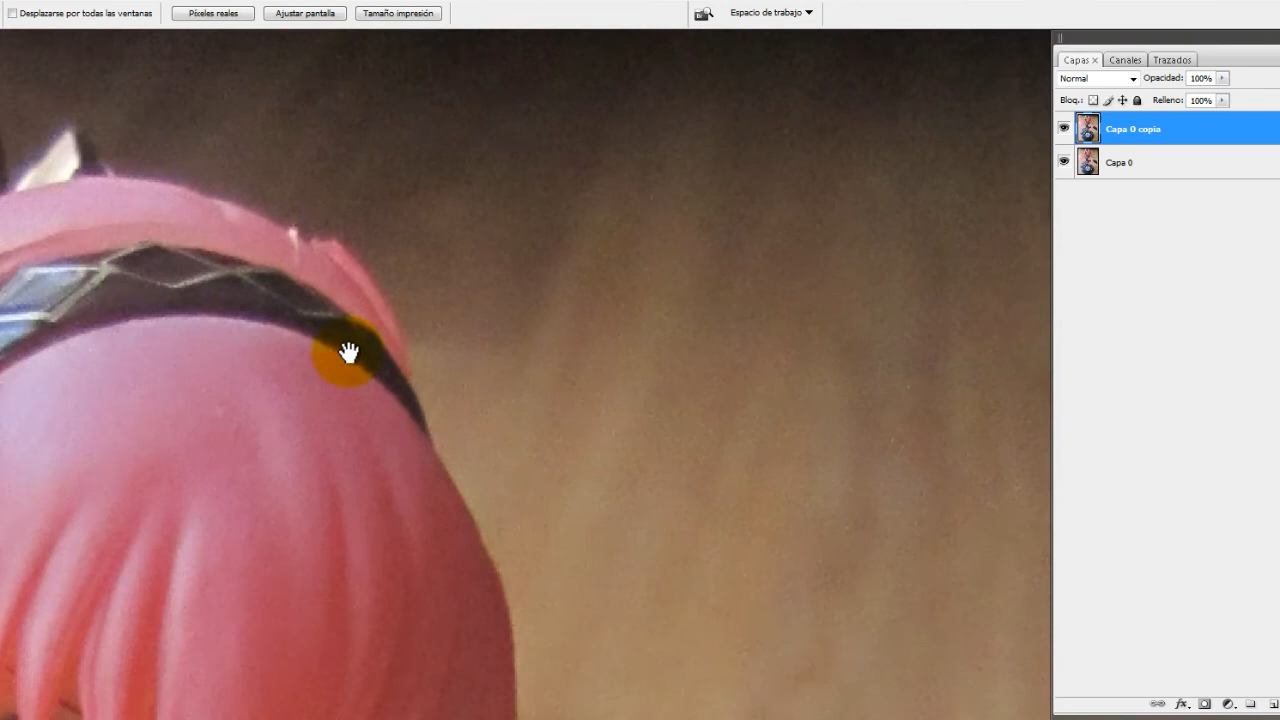 Desplazarse por todas las ventanas
Píxeles reales
Ajustar pantalla
Tamaño impresión
Espacio de trabajo
Capas
Canales
Trazados
Normal
Opacidad: 100%
Bloq.:
Relleno: 100%
Capa 0 copia
Capa 0
fx